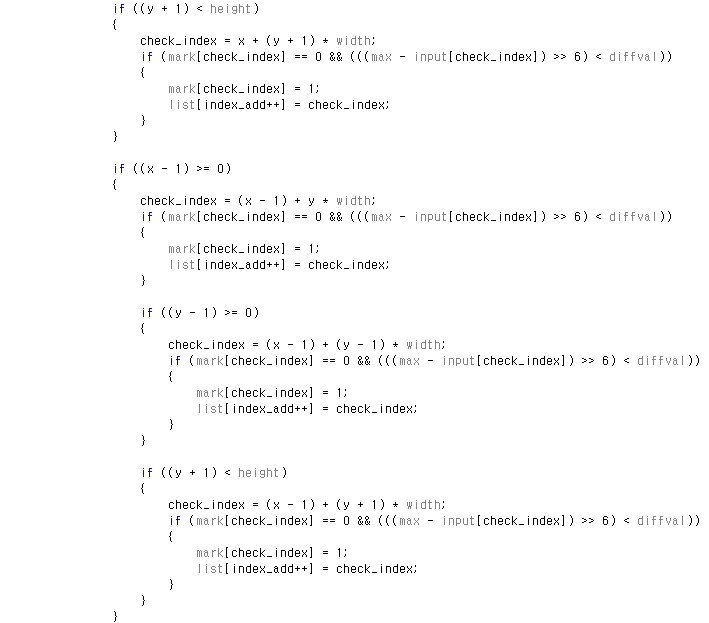 if ((y + 1) < height)
{
    check_index = x + (y + 1) * width;
    if (mark[check_index] == 0 && (((max - input[check_index]) >> 6) < diffval))
    {
        mark[check_index] = 1;
        list[index_add++] = check_index;
    }
}

if ((x - 1) >= 0)
{
    check_index = (x - 1) + y * width;
    if (mark[check_index] == 0 && (((max - input[check_index]) >> 6) < diffval))
    {
        mark[check_index] = 1;
        list[index_add++] = check_index;
    }

    if ((y - 1) >= 0)
    {
        check_index = (x - 1) + (y - 1) * width;
        if (mark[check_index] == 0 && (((max - input[check_index]) >> 6) < diffval))
        {
            mark[check_index] = 1;
            list[index_add++] = check_index;
        }
    }

    if ((y + 1) < height)
    {
        check_index = (x - 1) + (y + 1) * width;
        if (mark[check_index] == 0 && (((max - input[check_index]) >> 6) < diffval))
        {
            mark[check_index] = 1;
            list[index_add++] = check_index;
        }
    }
}